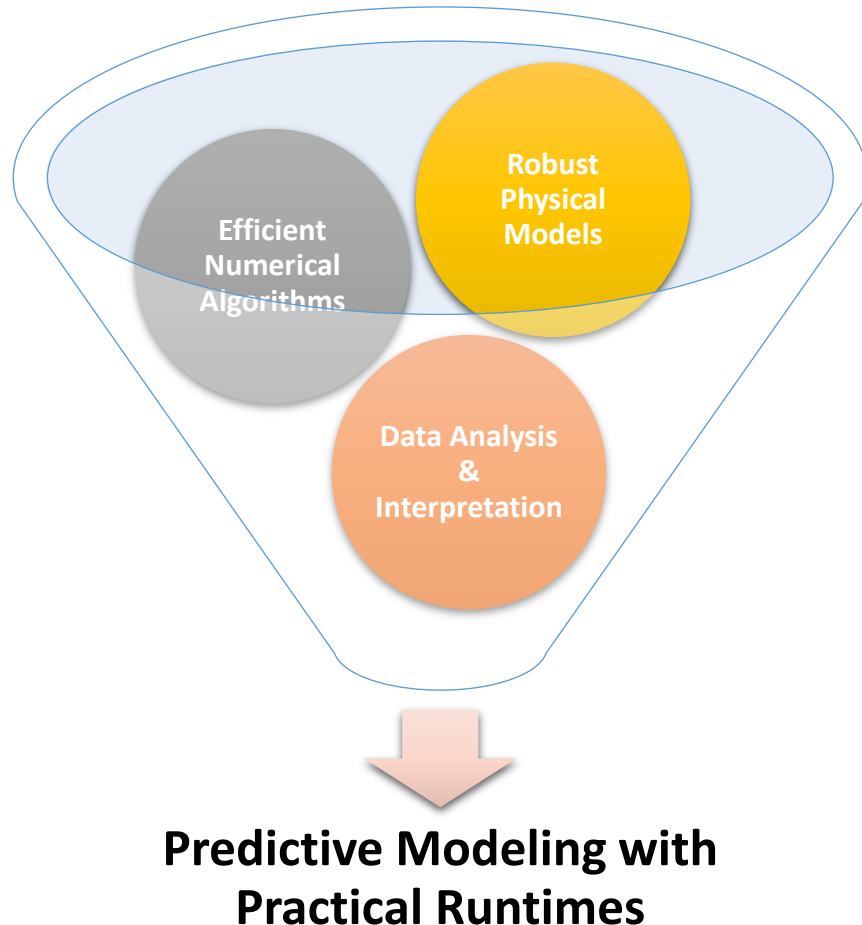 Robust
Physical
Models
Efficient
Numerical
Algorithms
Data Analysis
&
Interpretation
Predictive Modeling with
Practical Runtimes